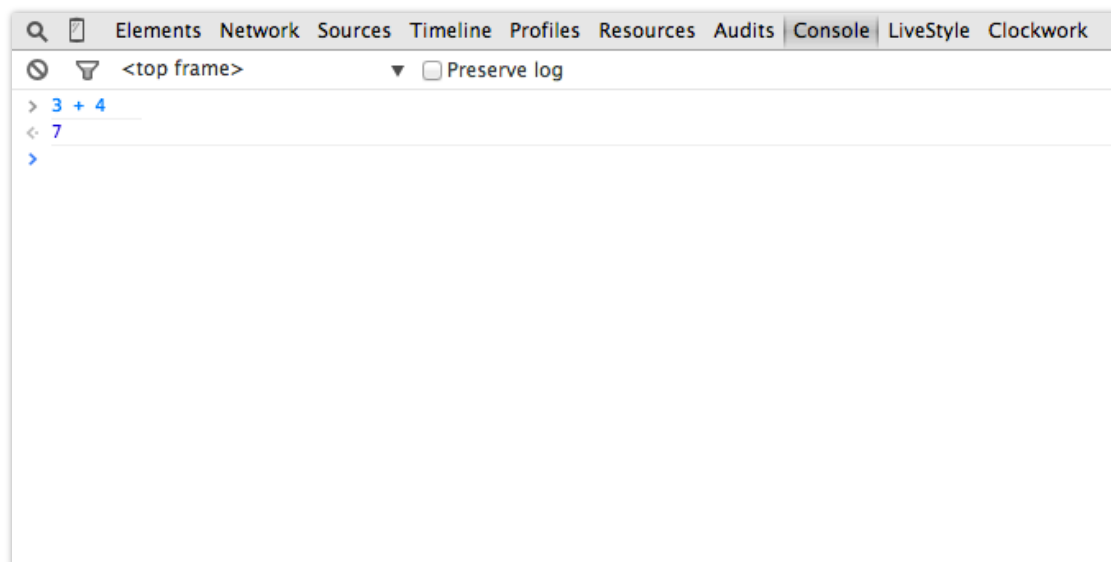 Elements Network Sources Timeline Profiles Resources Audits Console LiveStyle Clockwork
<top frame> ▼ Preserve log
> 3 + 4
<· 7
>